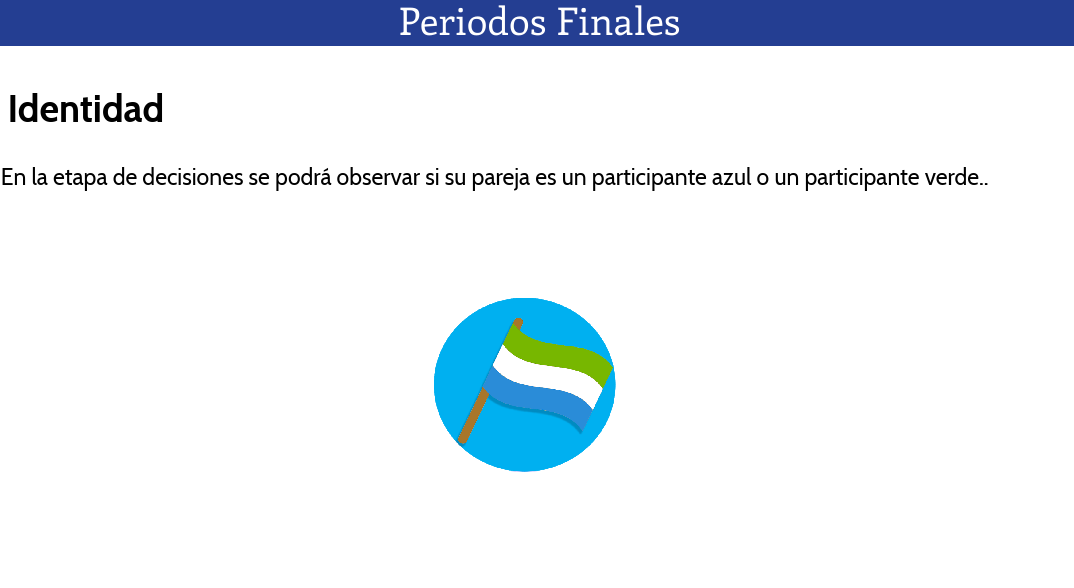 Periodos Finales
Identidad
En la etapa de decisiones se podrá observar si su pareja es un participante azul o un participante verde..